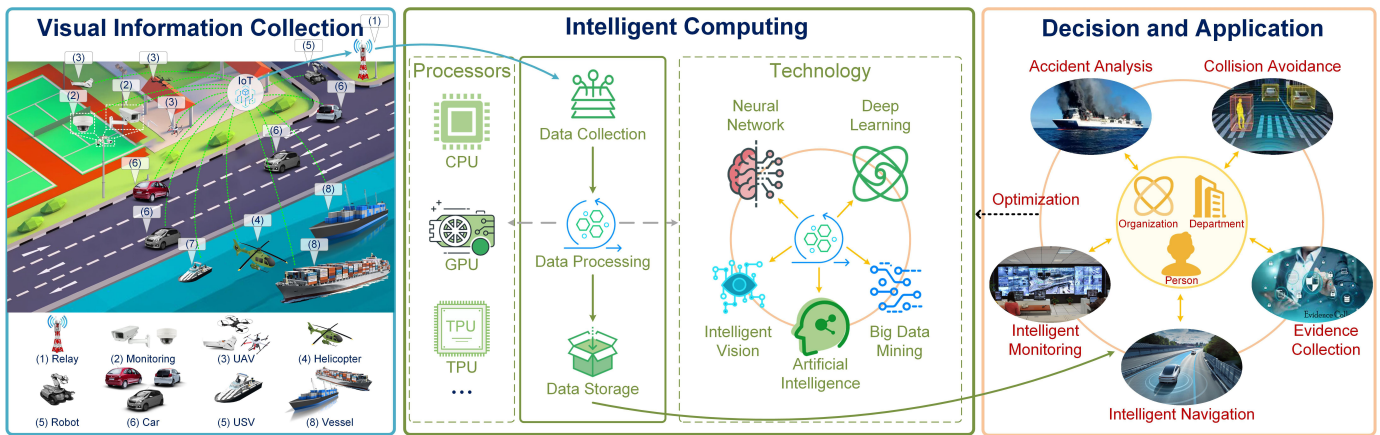 Visual Information Collection
(1)
(5)
(3)
(3)
IoT
(6)
(2)
(2)
(3)
(6)
(6)
(8)
(6)
(4)
(7)
(8)
(1) Relay
(2) Monitoring
(3) UAV
(4) Helicopter
(5) Robot
(6) Car
(5) USV
(8) Vessel
Intelligent Computing
Processors
CPU
GPU
TPU
TPU
...
Data Collection
Data Processing
Data Storage
Technology
Neural
Network
Deep
Learning
Intelligent
Vision
Artificial
Intelligence
Big Data
Mining
Decision and Application
Accident Analysis
Collision Avoidance
Optimization
Organization
Department
Person
Intelligent
Monitoring
Evidence Coll
Evidence
Collection
Intelligent Navigation